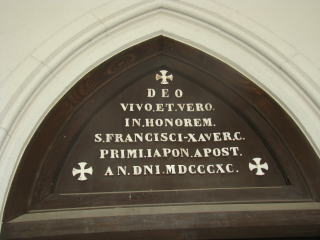 DEO
VIVO.ET.VERO.
IN.HONOREM.
S.FRANCISCI-XAVER.C.
PRIMI.IAPON.APOST.
AN.DNI.MDCCCXC.